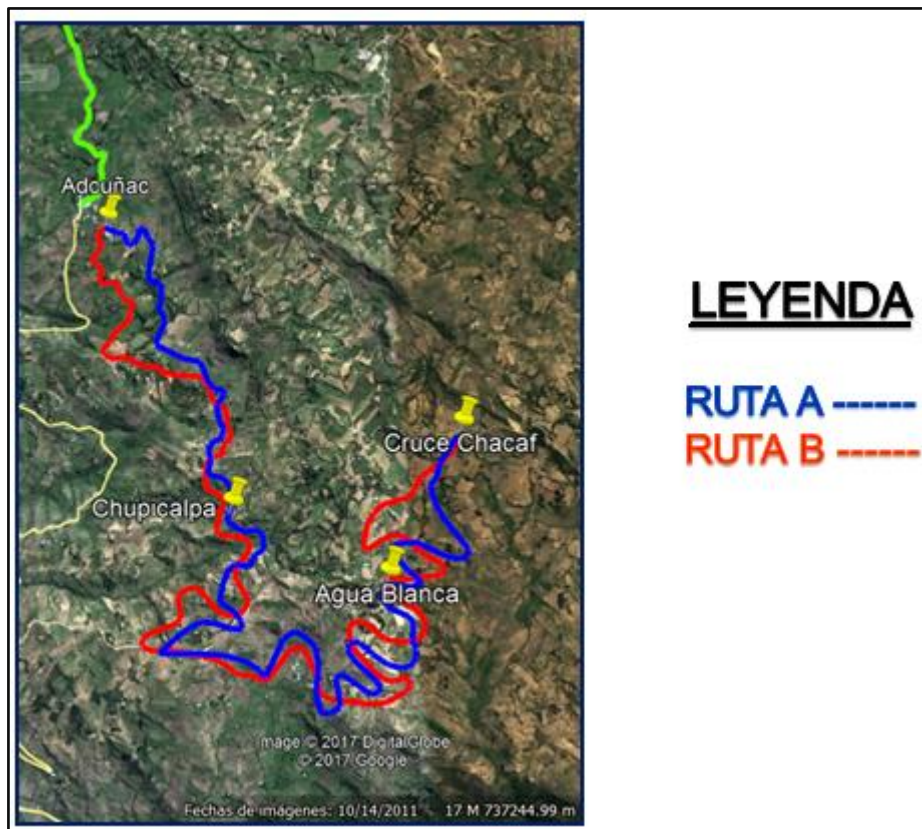 Adcuñac
Cruce Chacaf
Chupicalpa
Agua Blanca
Image © 2017 DigitalGlobe
© 2017 Google
Fechas de imágenes: 10/14/2011 17 M 737244.99 m
LEYENDA
RUTA A ------
RUTA B ------